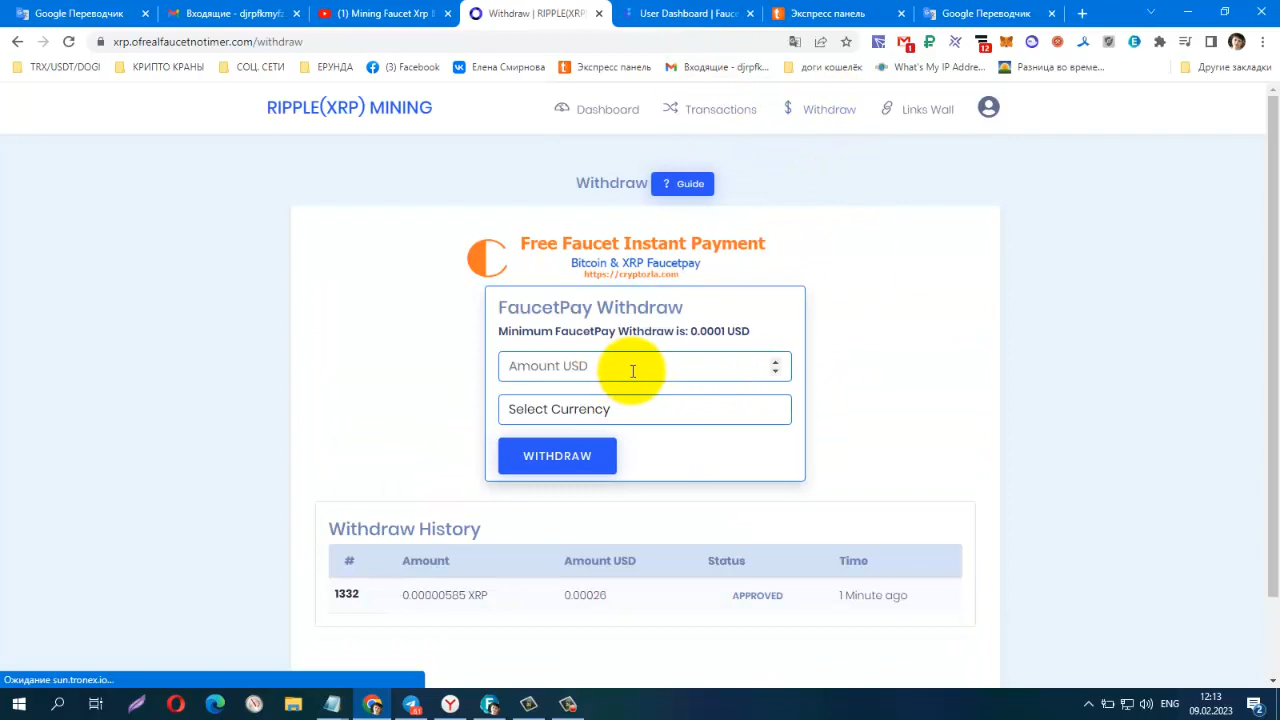 Google Переводчик
Входящие - djrpfkmyf
(1) Mining Faucet Xrp
Withdraw | RIPPLE(XRP)
User Dashboard | Fauce
Экспресс панель
Google Переводчик
xrp.ofrealfaucetnotimer.com/withdraw
1
12
TRX/USDT/DOGI
КРИПТО КРАНЫ
СОЦ. СЕТИ
ЕРУНДА
(3) Facebook
Елена Смирнова
Экспресс панель
Входящие - djrpfk...
доги кошелёк
What's My IP Addre...
Разница во време...
Другие закладки
RIPPLE(XRP) MINING
Dashboard
Transactions
Withdraw
Links Wall
Withdraw
? Guide
Free Faucet Instant Payment
Bitcoin & XRP Faucetpay
https://cryptozla.com
FaucetPay Withdraw
Minimum FaucetPay Withdraw is: 0.0001 USD
Amount USD
Select Currency
WITHDRAW
Withdraw History
# Amount Amount USD Status Time
1332 0.00000585 XRP 0.00026 APPROVED 1 Minute ago
Ожидание sun.tronex.io...
ENG
12:13
09.02.2023
2